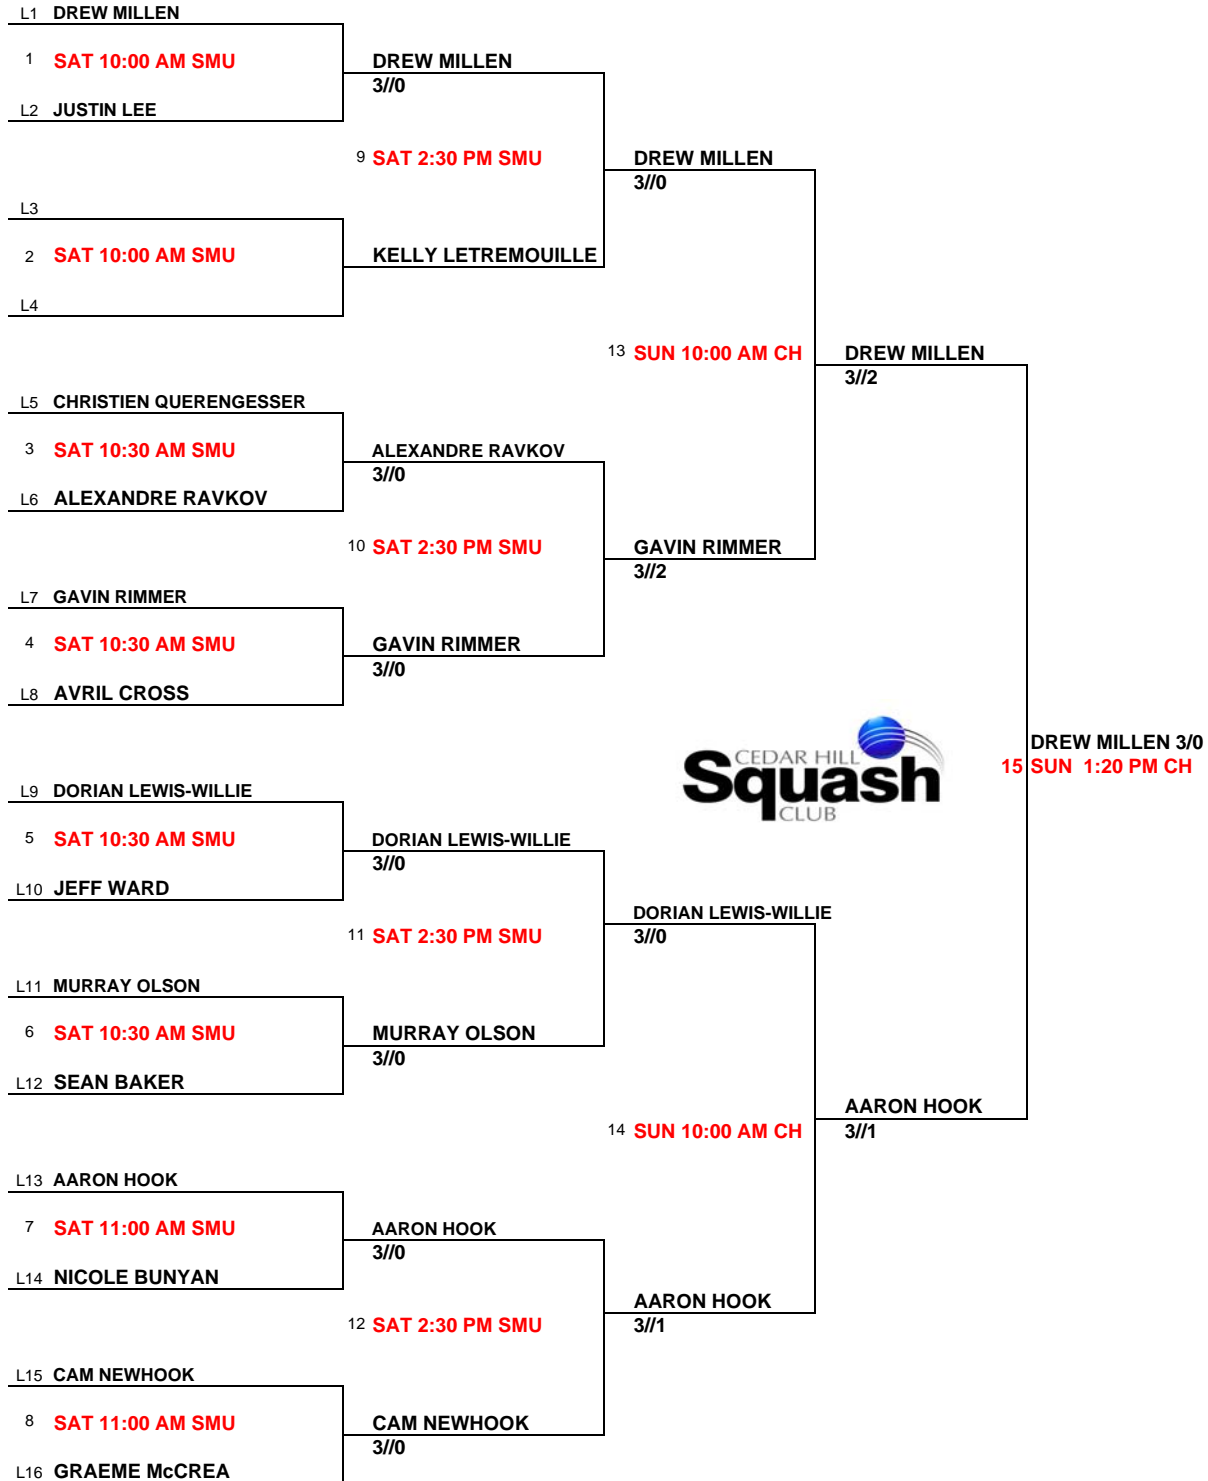 L1 DREW MILLEN
1 SAT 10:00 AM SMU
DREW MILLEN
3//0
L2 JUSTIN LEE
9 SAT 2:30 PM SMU
DREW MILLEN
3//0
L3
2 SAT 10:00 AM SMU
KELLY LETREMOUILLE
L4
13 SUN 10:00 AM CH
DREW MILLEN
3//2
L5 CHRISTIEN QUERENGESSER
3 SAT 10:30 AM SMU
ALEXANDRE RAVKOV
3//0
L6 ALEXANDRE RAVKOV
10 SAT 2:30 PM SMU
GAVIN RIMMER
3//2
L7 GAVIN RIMMER
4 SAT 10:30 AM SMU
GAVIN RIMMER
3//0
L8 AVRIL CROSS
CEDAR HILL
Squash
CLUB
DREW MILLEN 3/0
15 SUN 1:20 PM CH
L9 DORIAN LEWIS-WILLIE
5 SAT 10:30 AM SMU
DORIAN LEWIS-WILLIE
3//0
L10 JEFF WARD
11 SAT 2:30 PM SMU
DORIAN LEWIS-WILLIE
3//0
L11 MURRAY OLSON
6 SAT 10:30 AM SMU
MURRAY OLSON
3//0
L12 SEAN BAKER
14 SUN 10:00 AM CH
AARON HOOK
3//1
L13 AARON HOOK
7 SAT 11:00 AM SMU
AARON HOOK
3//0
L14 NICOLE BUNYAN
12 SAT 2:30 PM SMU
AARON HOOK
3//1
L15 CAM NEWHOOK
8 SAT 11:00 AM SMU
CAM NEWHOOK
3//0
L16 GRAEME McCREA